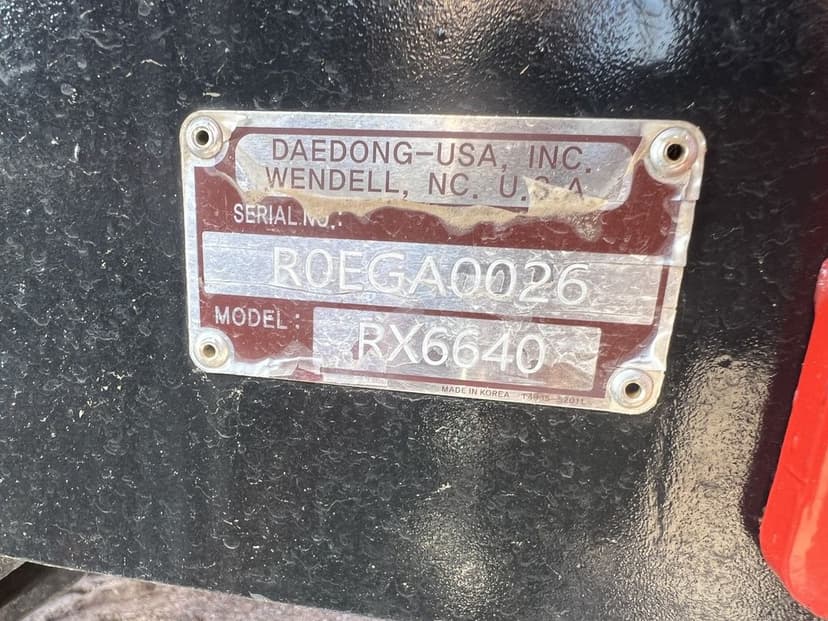 DAEDONG-USA, INC.
WENDELL, NC. U.S.A
SERIAL NO.:
R0EGA0026
MODEL:
RX6640
MADE IN KOREA